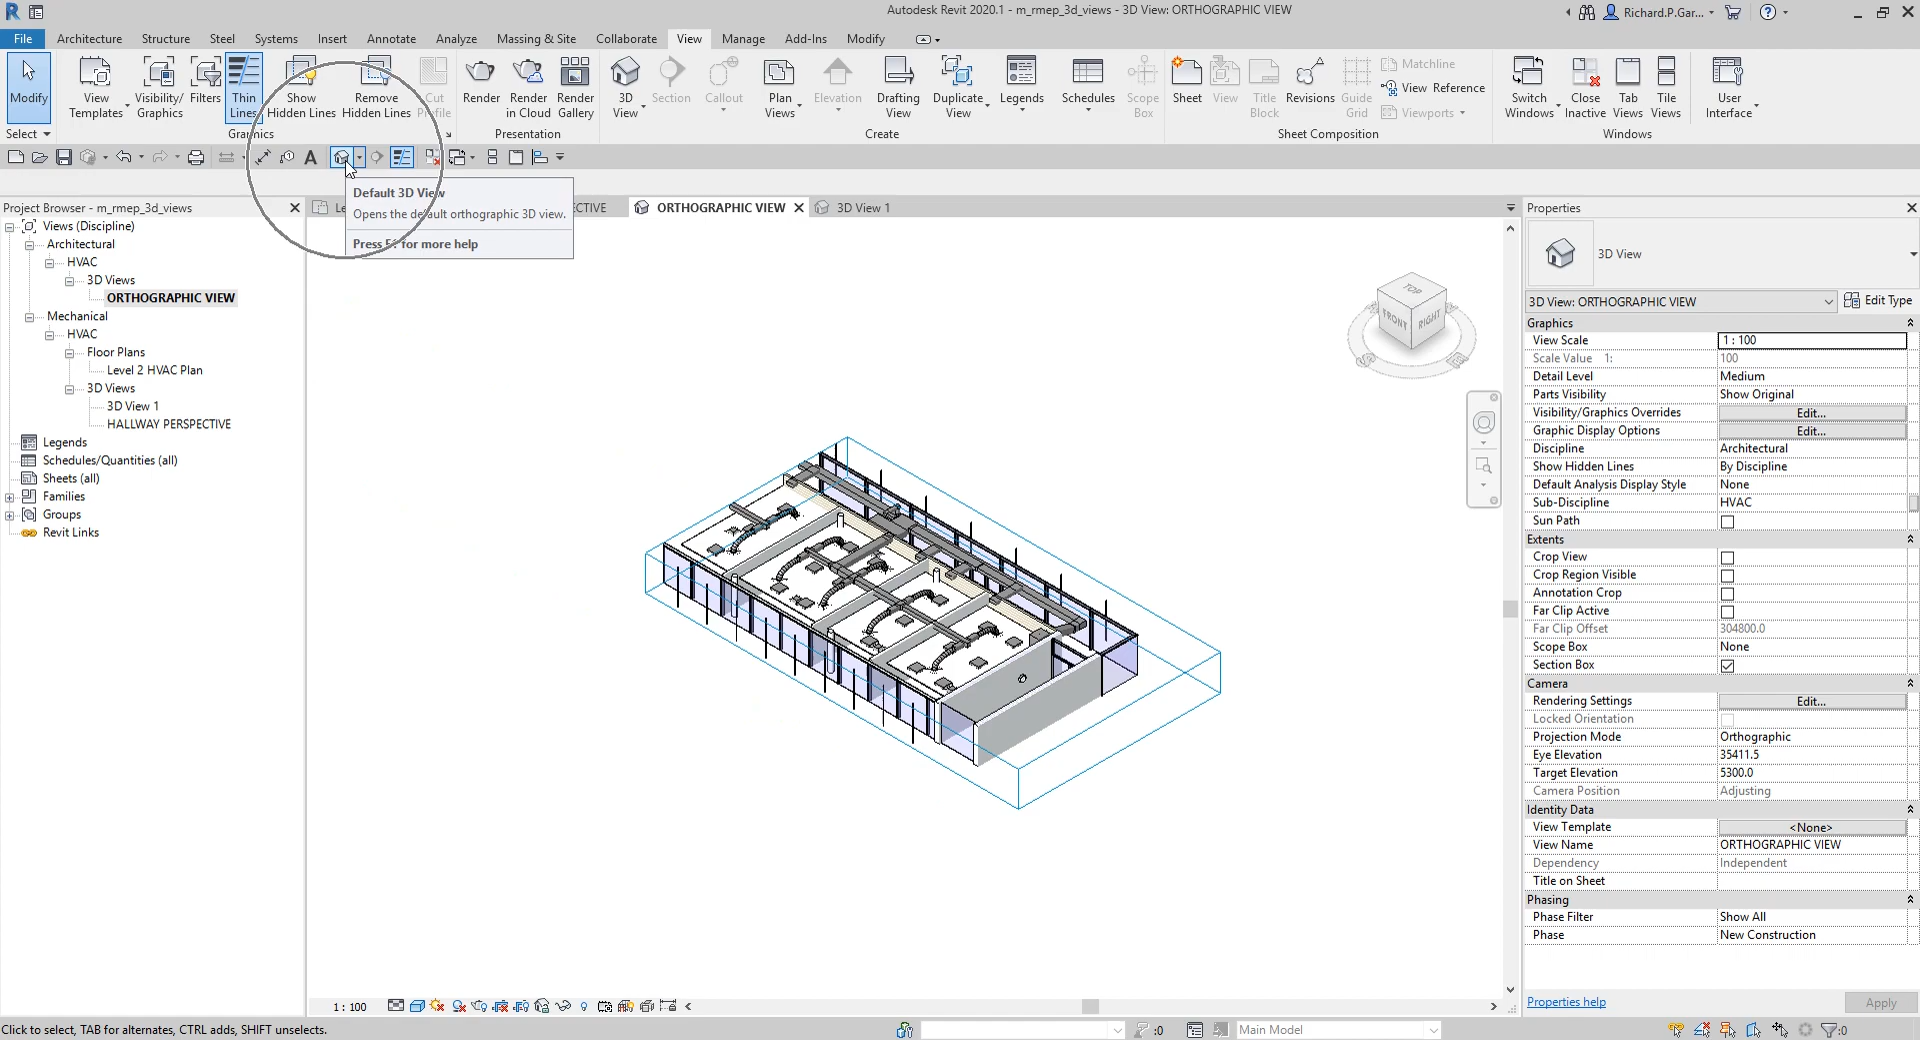 Autodesk Revit 2020.1 - m_rmep_3d_views - 3D View: ORTHOGRAPHIC VIEW
Richard.P.Gar...
File Architecture Structure Steel Systems Insert Annotate Analyze Massing & Site Collaborate View Manage Add-Ins Modify
Modify
View Templates
Visibility/ Graphics
Filters
Thin Lines
Show Hidden Lines
Remove Hidden Lines
Cut Profile
Render
Render in Cloud
Render Gallery
3D View
Section
Callout
Plan Views
Elevation
Drafting View
Duplicate View
Legends
Schedules
Scope Box
Sheet
View
Title Block
Revisions
Guide Grid
Matchline
View Reference
Viewports
Switch Windows
Close Inactive
Tab Views
Tile Views
User Interface
Select
Graphics
Presentation
Create
Sheet Composition
Windows
Default 3D View
Opens the default orthographic 3D view.
Press F1 for more help
Project Browser - m_rmep_3d_views
Views (Discipline)
Architectural
HVAC
3D Views
ORTHOGRAPHIC VIEW
Mechanical
HVAC
Floor Plans
Level 2 HVAC Plan
3D Views
3D View 1
HALLWAY PERSPECTIVE
Legends
Schedules/Quantities (all)
Sheets (all)
Families
Groups
Revit Links
Le
ECTIVE
ORTHOGRAPHIC VIEW
3D View 1
TOP
FRONT
RIGHT
Properties
3D View
3D View: ORTHOGRAPHIC VIEW
Edit Type
Graphics
View Scale 1 : 100
Scale Value 1: 100
Detail Level Medium
Parts Visibility Show Original
Visibility/Graphics Overrides Edit...
Graphic Display Options Edit...
Discipline Architectural
Show Hidden Lines By Discipline
Default Analysis Display Style None
Sub-Discipline HVAC
Sun Path
Extents
Crop View
Crop Region Visible
Annotation Crop
Far Clip Active
Far Clip Offset 304800.0
Scope Box None
Section Box
Camera
Rendering Settings Edit...
Locked Orientation
Projection Mode Orthographic
Eye Elevation 35411.5
Target Elevation 5300.0
Camera Position Adjusting
Identity Data
View Template <None>
View Name ORTHOGRAPHIC VIEW
Dependency Independent
Title on Sheet
Phasing
Phase Filter Show All
Phase New Construction
Properties help
Apply
1 : 100
Click to select, TAB for alternates, CTRL adds, SHIFT unselects.
:0
Main Model
:0